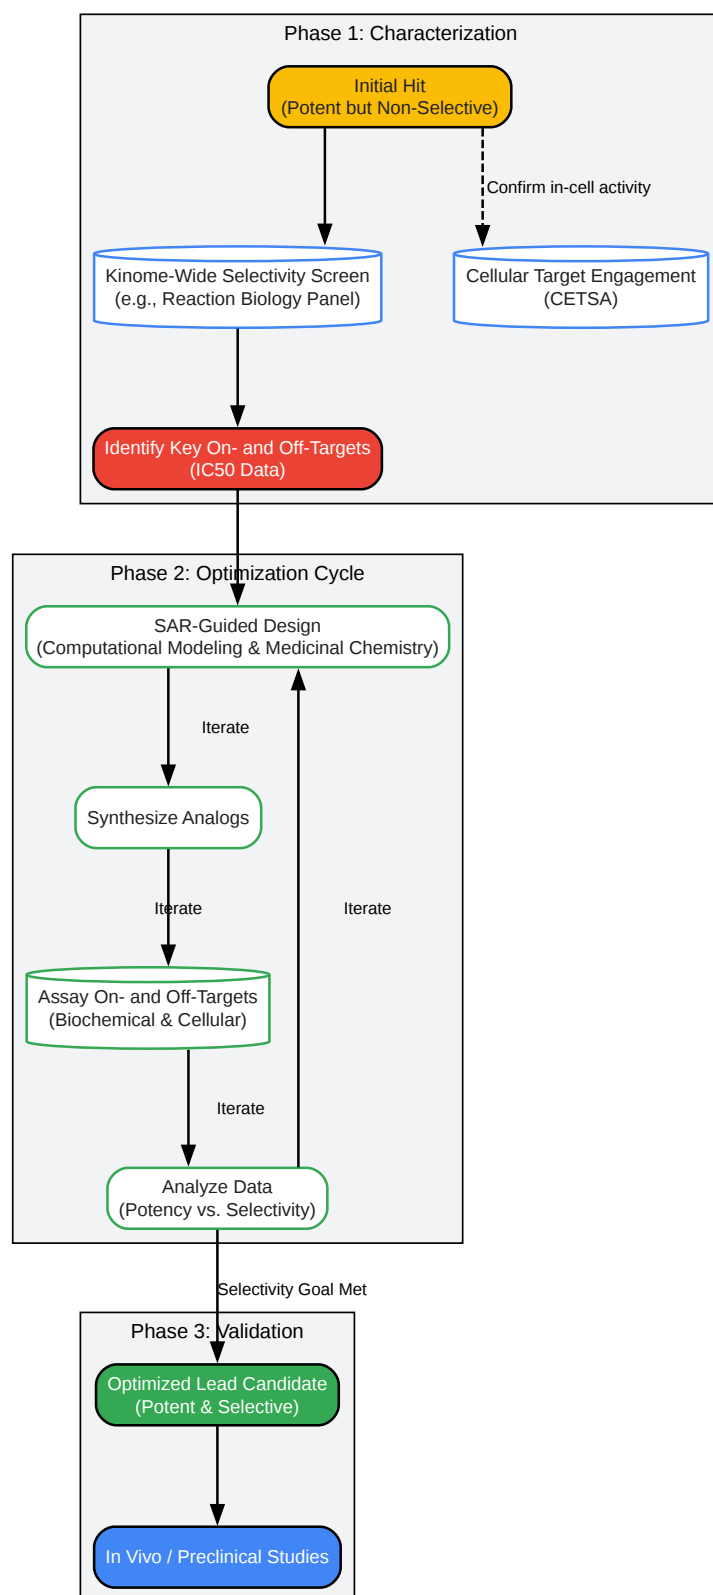 Phase 1: Characterization
Initial Hit
(Potent but Non-Selective)
Confirm in-cell activity
Kinome-Wide Selectivity Screen
(e.g., Reaction Biology Panel)
Cellular Target Engagement
(CETSA)
Identify Key On- and Off-Targets
(IC50 Data)
Phase 2: Optimization Cycle
SAR-Guided Design
(Computational Modeling & Medicinal Chemistry)
Iterate
Synthesize Analogs
Iterate
Iterate
Assay On- and Off-Targets
(Biochemical & Cellular)
Iterate
Analyze Data
(Potency vs. Selectivity)
Selectivity Goal Met
Phase 3: Validation
Optimized Lead Candidate
(Potent & Selective)
In Vivo / Preclinical Studies